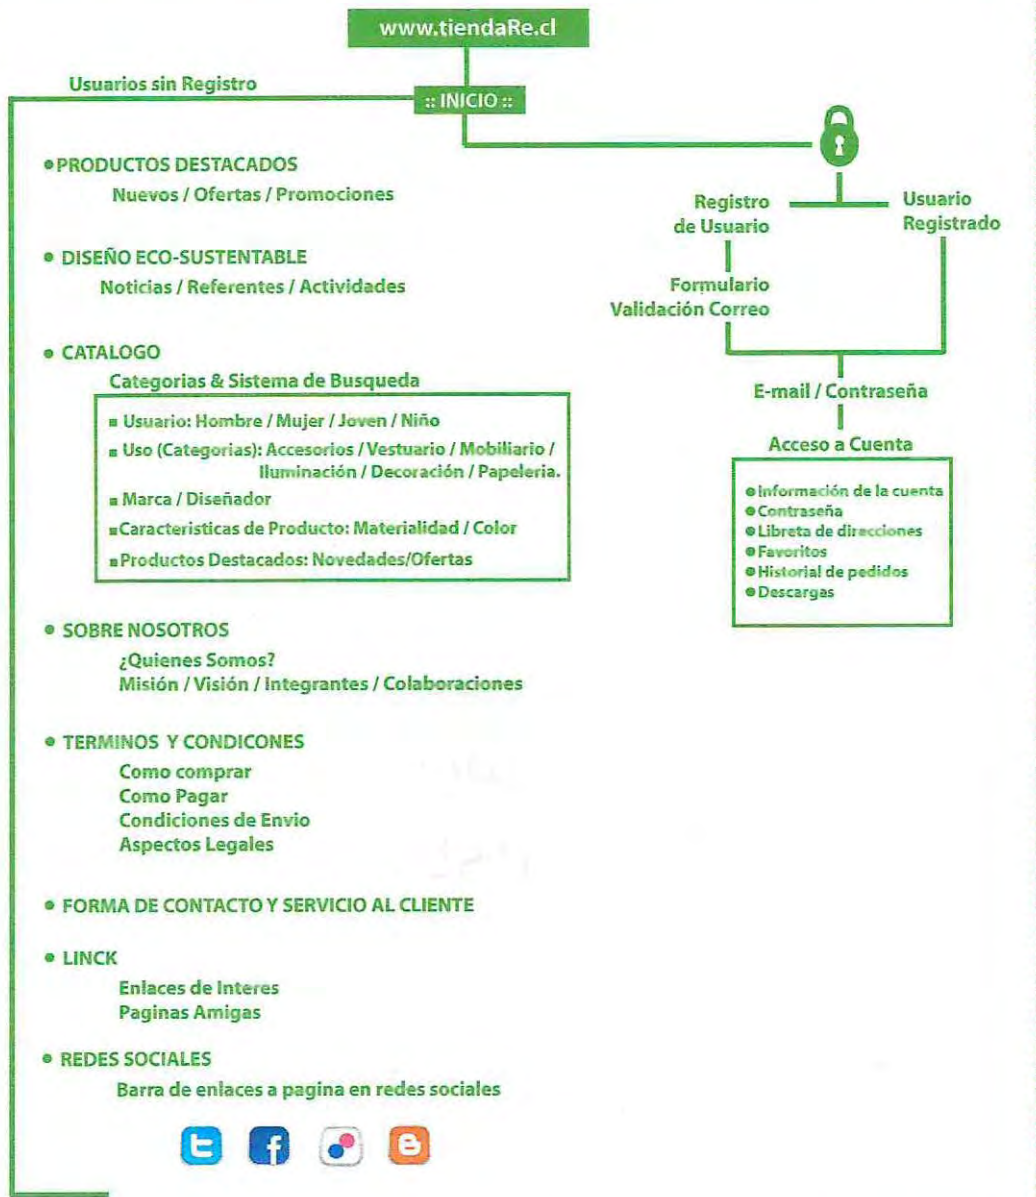 www.tiendaRe.cl
Usuarios sin Registro
:: INICIO ::
• PRODUCTOS DESTACADOS
Nuevos / Ofertas / Promociones
• DISEÑO ECO-SUSTENTABLE
Noticias / Referentes / Actividades
• CATALOGO
Categorias & Sistema de Busqueda
Usuario: Hombre / Mujer / Joven / Niño
Uso (Categorias): Accesorios / Vestuario / Mobiliario /
Iluminación / Decoración / Papeleria.
Marca / Diseñador
Caracteristicas de Producto: Materialidad / Color
Productos Destacados: Novedades/Ofertas
• SOBRE NOSOTROS
¿Quienes Somos?
Misión / Visión / Integrantes / Colaboraciones
• TERMINOS Y CONDICONES
Como comprar
Como Pagar
Condiciones de Envio
Aspectos Legales
• FORMA DE CONTACTO Y SERVICIO AL CLIENTE
• LINCK
Enlaces de Interes
Paginas Amigas
• REDES SOCIALES
Barra de enlaces a pagina en redes sociales
Registro
de Usuario
Usuario
Registrado
Formulario
Validación Correo
E-mail / Contraseña
Acceso a Cuenta
• Información de la cuenta
• Contraseña
• Libreta de direcciones
• Favoritos
• Historial de pedidos
• Descargas